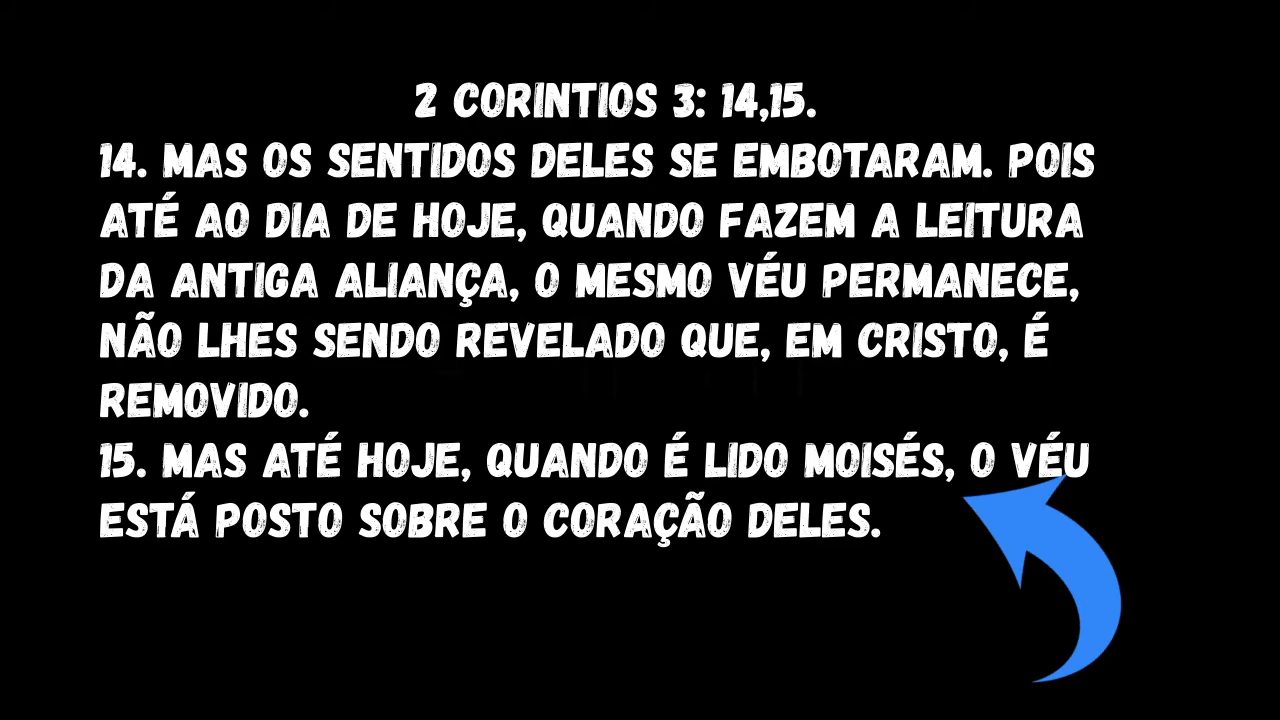 2 CORINTIOS 3: 14,15.
14. MAS OS SENTIDOS DELES SE EMBOTARAM. POIS
ATÉ AO DIA DE HOJE, QUANDO FAZEM A LEITURA
DA ANTIGA ALIANÇA, O MESMO VÉU PERMANECE,
NÃO LHES SENDO REVELADO QUE, EM CRISTO, É
REMOVIDO.
15. MAS ATÉ HOJE, QUANDO É LIDO MOISÉS, O VÉU
ESTÁ POSTO SOBRE O CORAÇÃO DELES.